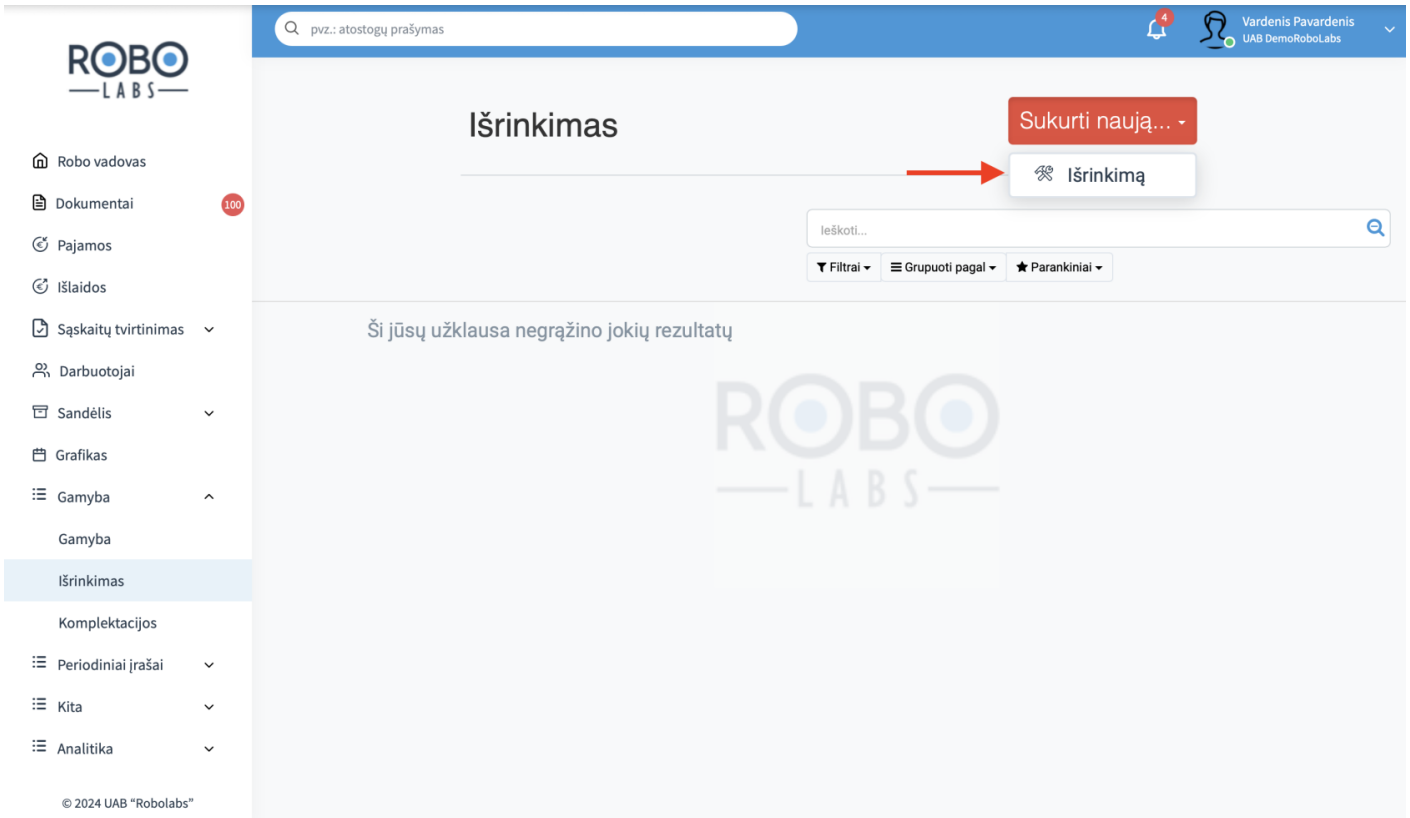 ROBO
LABS
Robo vadovas
Dokumentai 100
Pajamos
Išlaidos
Sąskaitų tvirtinimas
Darbuotojai
Sandėlis
Grafikas
Gamyba
Gamyba
Išrinkimas
Komplektacijos
Periodiniai įrašai
Kita
Analitika
© 2024 UAB “Robolabs”
pvz.: atostogų prašymas
4
Vardenis Pavardenis
UAB DemoRoboLabs
Išrinkimas
Sukurti naują...
Išrinkimą
Ieškoti...
Filtrai
Grupuoti pagal
Parankiniai
Ši jūsų užklausa negrąžino jokių rezultatų
ROBO
LABS